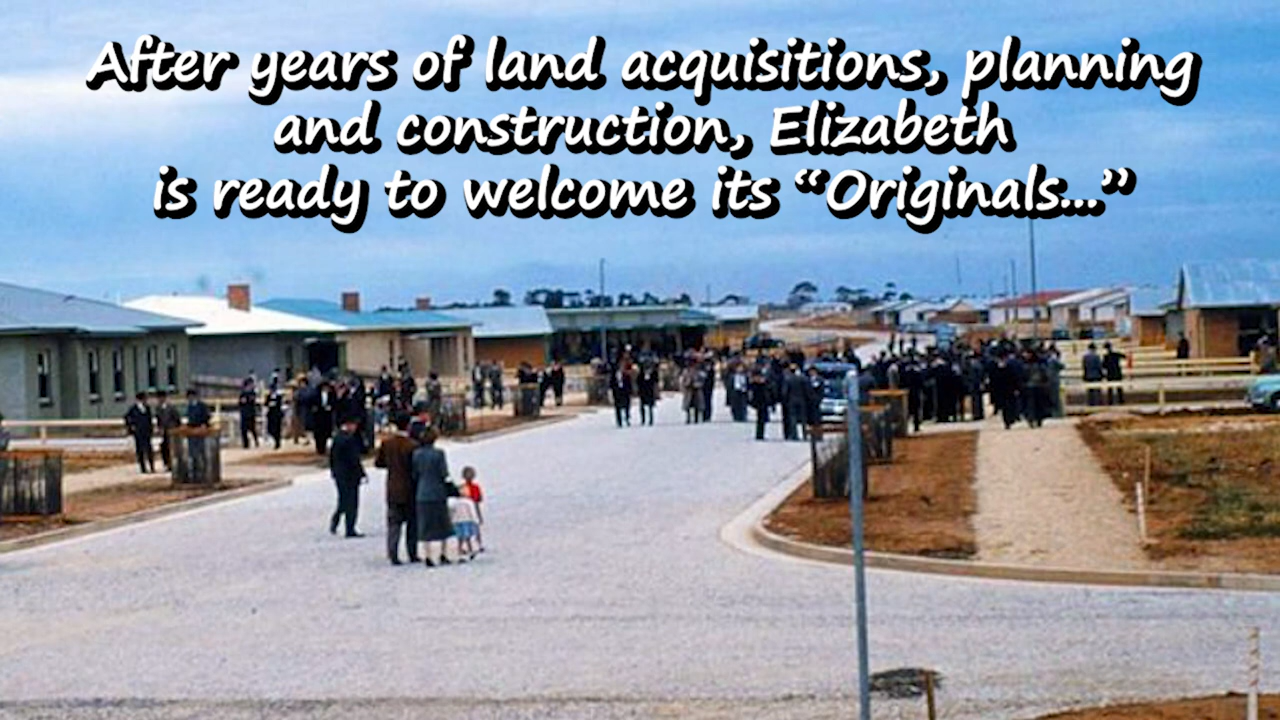 After years of land acquisitions, planning
and construction, Elizabeth
is ready to welcome its “Originals...”